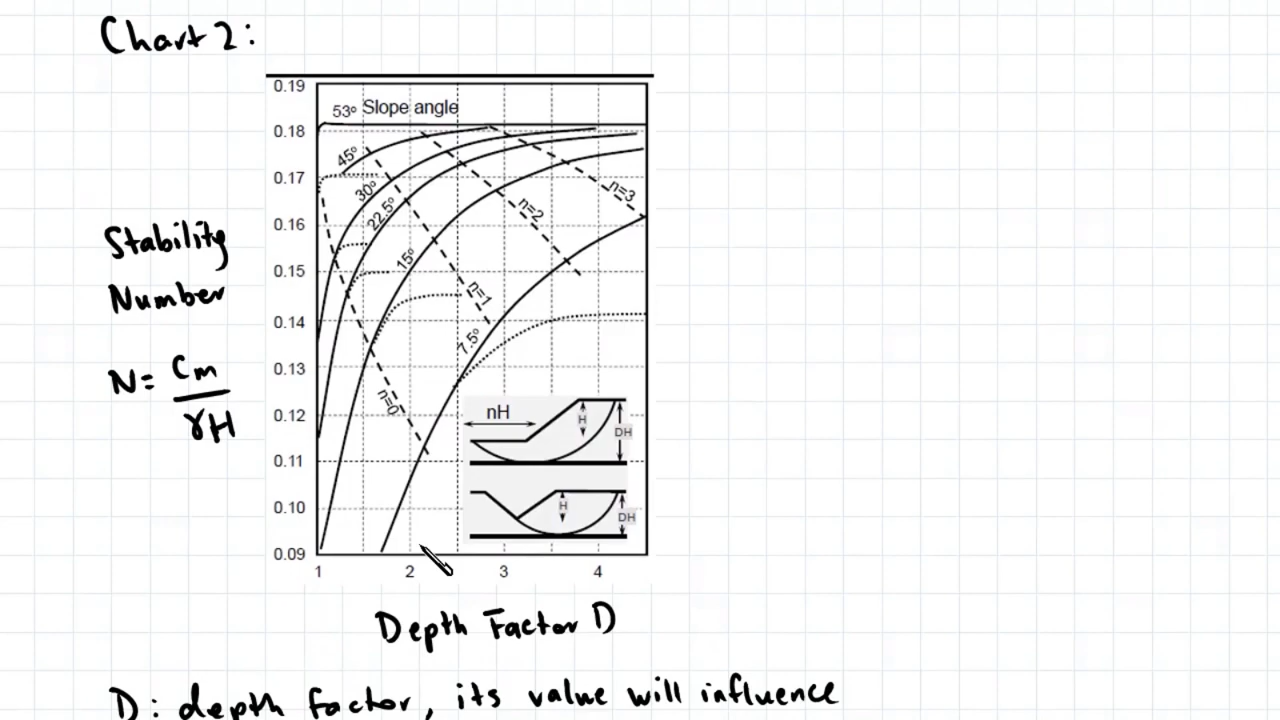 Chart 2:
0.19
53° Slope angle
0.18
45°
0.17
30°
n=3
22.5°
n=2
0.16
Stability
15°
0.15
Number
n=1
0.14
7.5°
0.13
N = Cm
γH
n=0
0.12
nH
H
DH
0.11
0.10
H
DH
0.09
1 2 3 4
Depth Factor D
D: depth factor, its value will influence